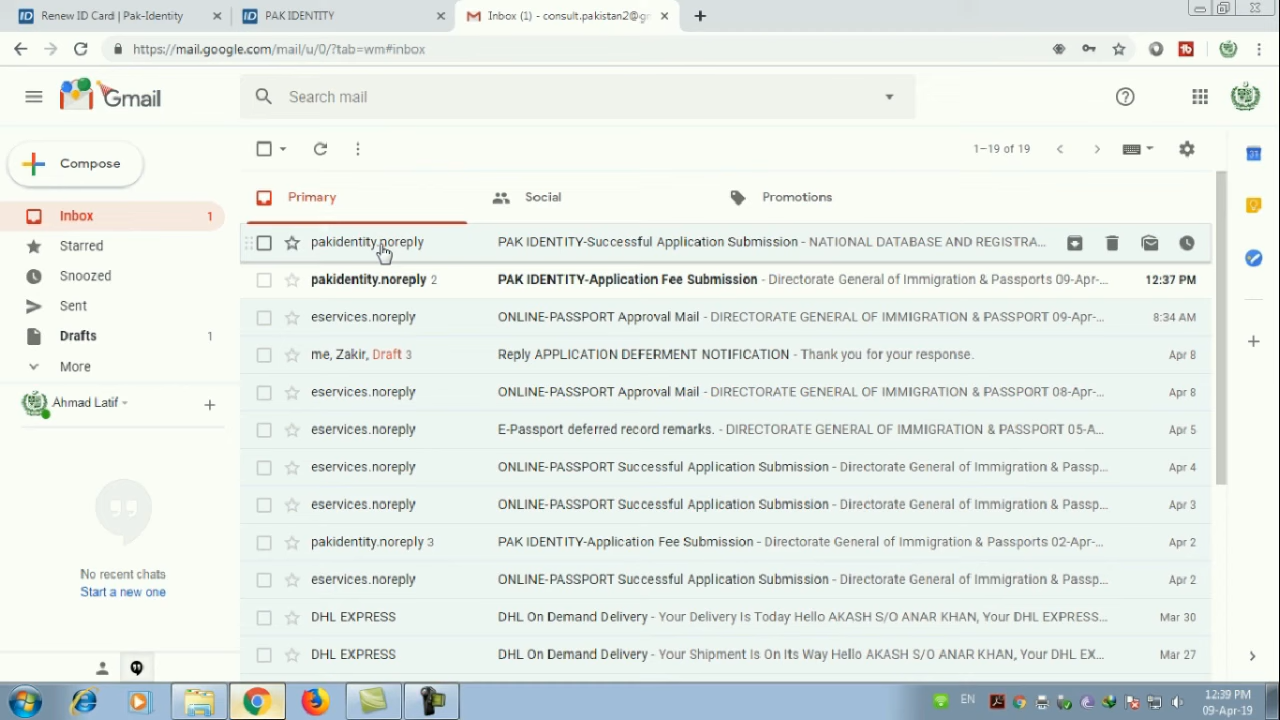 Renew ID Card | Pak-Identity
PAK IDENTITY
Inbox (1) - consult.pakistan2@g
https://mail.google.com/mail/u/0/?tab=wm#inbox
Gmail
Search mail
Compose
1–19 of 19
Primary
Social
Promotions
Inbox 1
Starred
Snoozed
Sent
Drafts 1
More
Ahmad Latif
No recent chats
Start a new one
pakidentity.noreply PAK IDENTITY-Successful Application Submission - NATIONAL DATABASE AND REGISTRA...
pakidentity.noreply 2 PAK IDENTITY-Application Fee Submission - Directorate General of Immigration & Passports 09-Apr-... 12:37 PM
eservices.noreply ONLINE-PASSPORT Approval Mail - DIRECTORATE GENERAL OF IMMIGRATION & PASSPORT 09-Apr-... 8:34 AM
me, Zakir, Draft 3 Reply APPLICATION DEFERMENT NOTIFICATION - Thank you for your response. Apr 8
eservices.noreply ONLINE-PASSPORT Approval Mail - DIRECTORATE GENERAL OF IMMIGRATION & PASSPORT 08-Apr-... Apr 8
eservices.noreply E-Passport deferred record remarks. - DIRECTORATE GENERAL OF IMMIGRATION & PASSPORT 05-A... Apr 5
eservices.noreply ONLINE-PASSPORT Successful Application Submission - Directorate General of Immigration & Passp... Apr 4
eservices.noreply ONLINE-PASSPORT Successful Application Submission - Directorate General of Immigration & Passp... Apr 3
pakidentity.noreply 3 PAK IDENTITY-Application Fee Submission - Directorate General of Immigration & Passports 02-Apr-... Apr 2
eservices.noreply ONLINE-PASSPORT Successful Application Submission - Directorate General of Immigration & Passp... Apr 2
DHL EXPRESS DHL On Demand Delivery - Your Delivery Is Today Hello AKASH S/O ANAR KHAN, Your DHL EXPRESS... Mar 30
DHL EXPRESS DHL On Demand Delivery - Your Shipment Is On Its Way Hello AKASH S/O ANAR KHAN, Your DHL EX... Mar 27
EN
12:39 PM
09-Apr-19